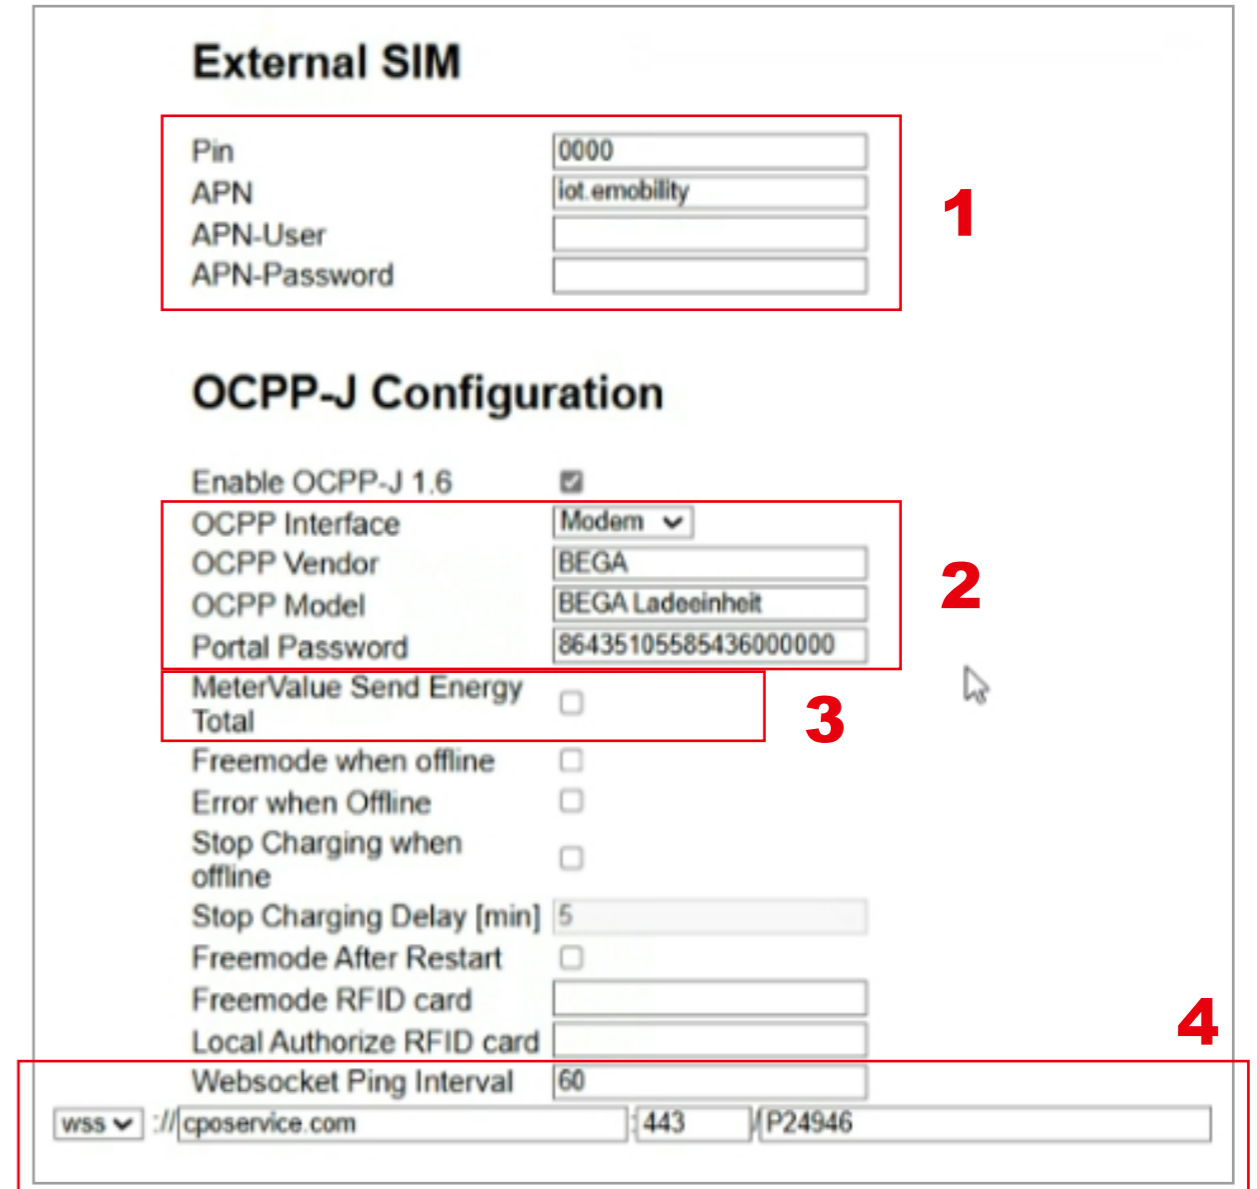 External SIM
Pin 0000
1
APN iot.emobility
APN-User
APN-Password
OCPP-J Configuration
Enable OCPP-J 1.6
OCPP Interface Modem
OCPP Vendor BEGA
2
OCPP Model BEGA Ladeeinheit
Portal Password 86435105585436000000
MeterValue Send Energy
Total
3
Freemode when offline
Error when Offline
Stop Charging when
offline
Stop Charging Delay [min] 5
Freemode After Restart
Freemode RFID card
4
Local Authorize RFID card
Websocket Ping Interval 60
wss :// cposervice.com : 443 / P24946